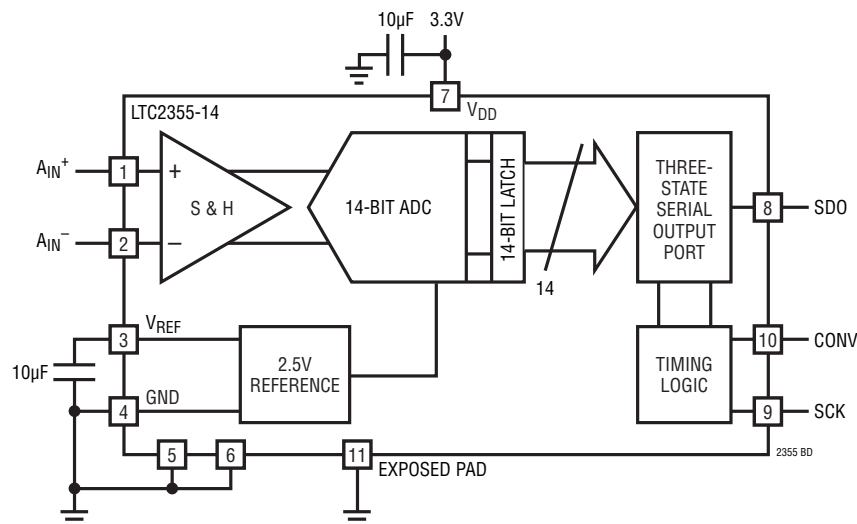 10µF 3.3V
7
LTC2355-14
VDD
AIN+
1
+
S & H
14-BIT ADC
14-BIT LATCH
THREE-
STATE
SERIAL
OUTPUT
PORT
8
SDO
AIN–
2
–
14
3
VREF
10µF
2.5V
REFERENCE
TIMING
LOGIC
10
CONV
4
GND
9
SCK
5
6
11
EXPOSED PAD
2355 BD